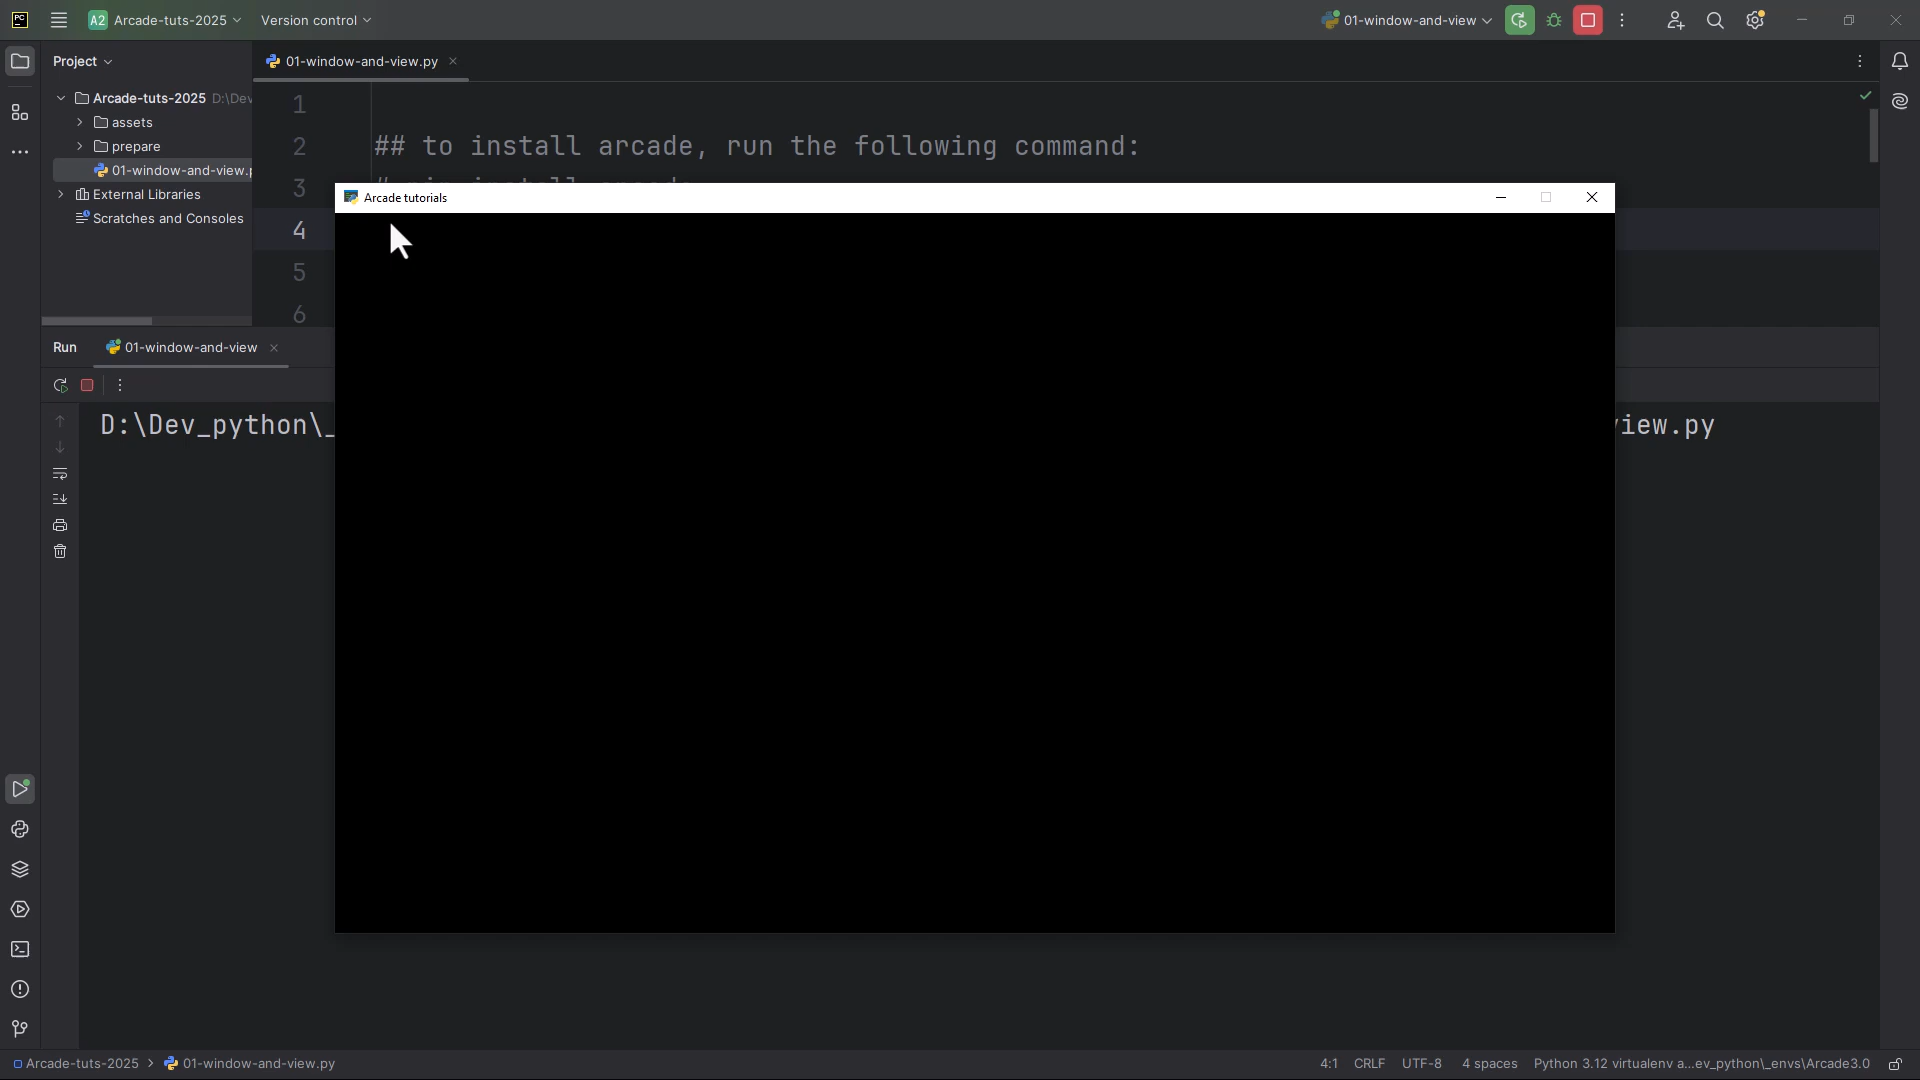 PC
A2 Arcade-tuts-2025
Version control
01-window-and-view
Project
01-window-and-view.py
Arcade-tuts-2025 D:\Dev
assets
prepare
01-window-and-view.p
External Libraries
Scratches and Consoles
1
2 ## to install arcade, run the following command:
3
4
5
6
Arcade tutorials
Run 01-window-and-view
D:\Dev_python\_
view.py
Arcade-tuts-2025 > 01-window-and-view.py
4:1 CRLF UTF-8 4 spaces Python 3.12 virtualenv a...ev_python\_envs\Arcade3.0